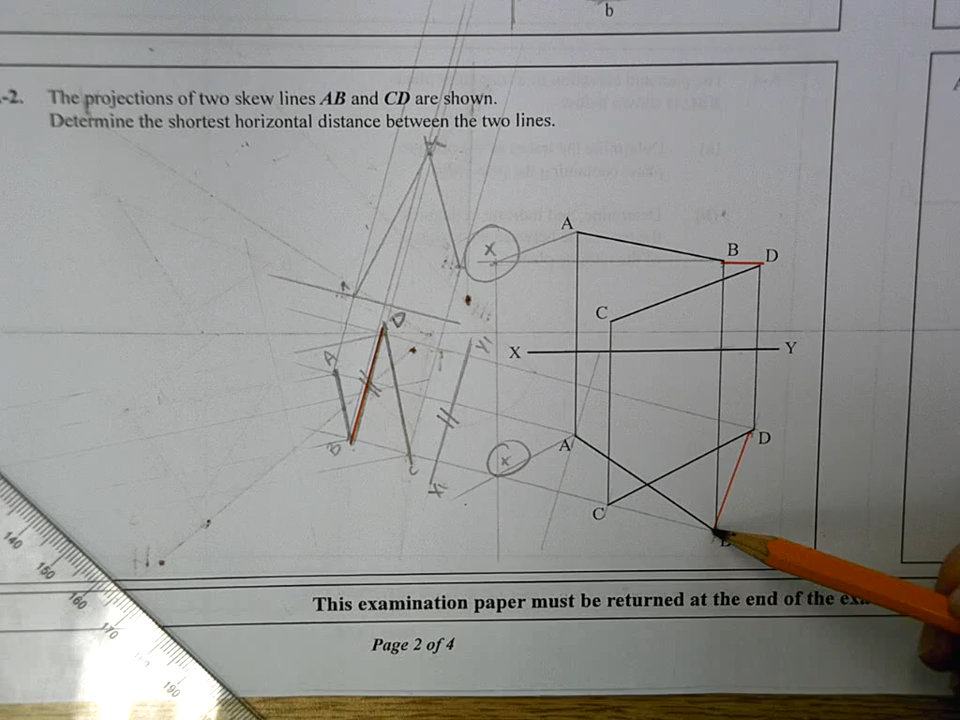 b
-2. The projections of two skew lines AB and CD are shown.
Determine the shortest horizontal distance between the two lines.
A
X
B
D
C
X
Y
D
Y1
A
B
C
X1
X
A
D
C
This examination paper must be returned at the end of the
Page 2 of 4
140
150
160
170
190